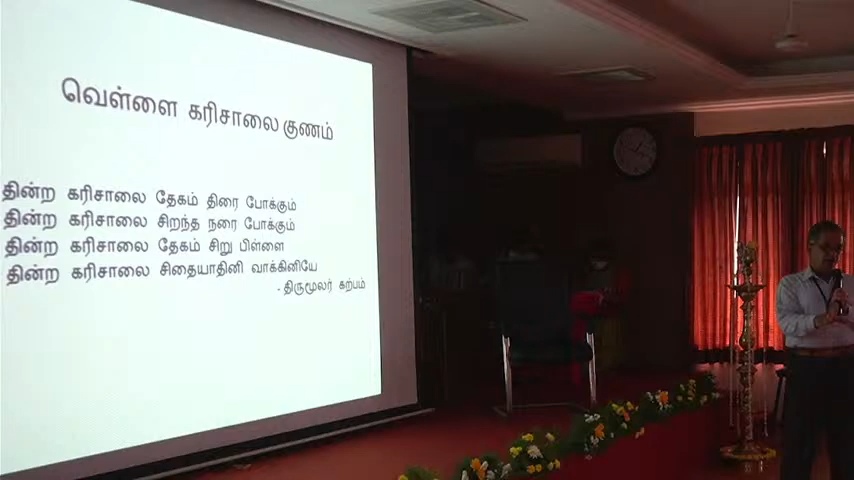 வெள்ளை கரிசாலை குணம்
தின்ற கரிசாலை தேகம் திரை போக்கும்
தின்ற கரிசாலை சிறந்த நரை போக்கும்
தின்ற கரிசாலை தேகம் சிறு பிள்ளை
தின்ற கரிசாலை சிதையாதினி வாக்கினியே
- திருமூலர் கற்பம்